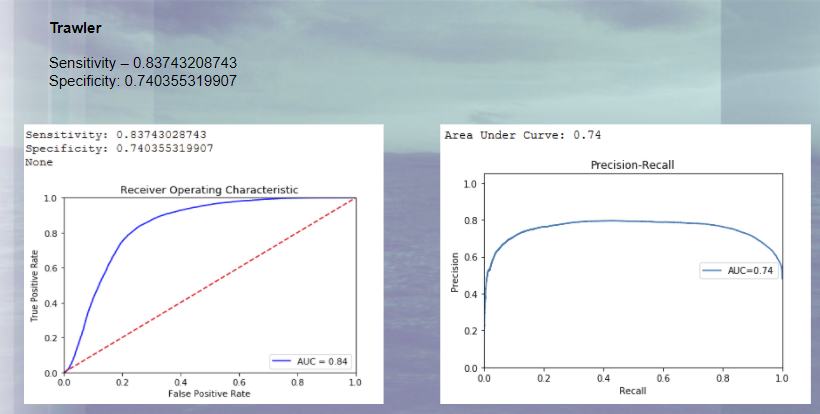 Trawler
Sensitivity – 0.83743208743
Specificity: 0.740355319907
Sensitivity: 0.83743028743
Specificity: 0.740355319907
None
Receiver Operating Characteristic
1.0
0.8
0.6
0.4
0.2
0.0
True Positive Rate
AUC = 0.84
0.0 0.2 0.4 0.6 0.8 1.0
False Positive Rate
Area Under Curve: 0.74
Precision-Recall
1.0
0.8
0.6
0.4
0.2
0.0
Precision
AUC=0.74
0.0 0.2 0.4 0.6 0.8 1.0
Recall